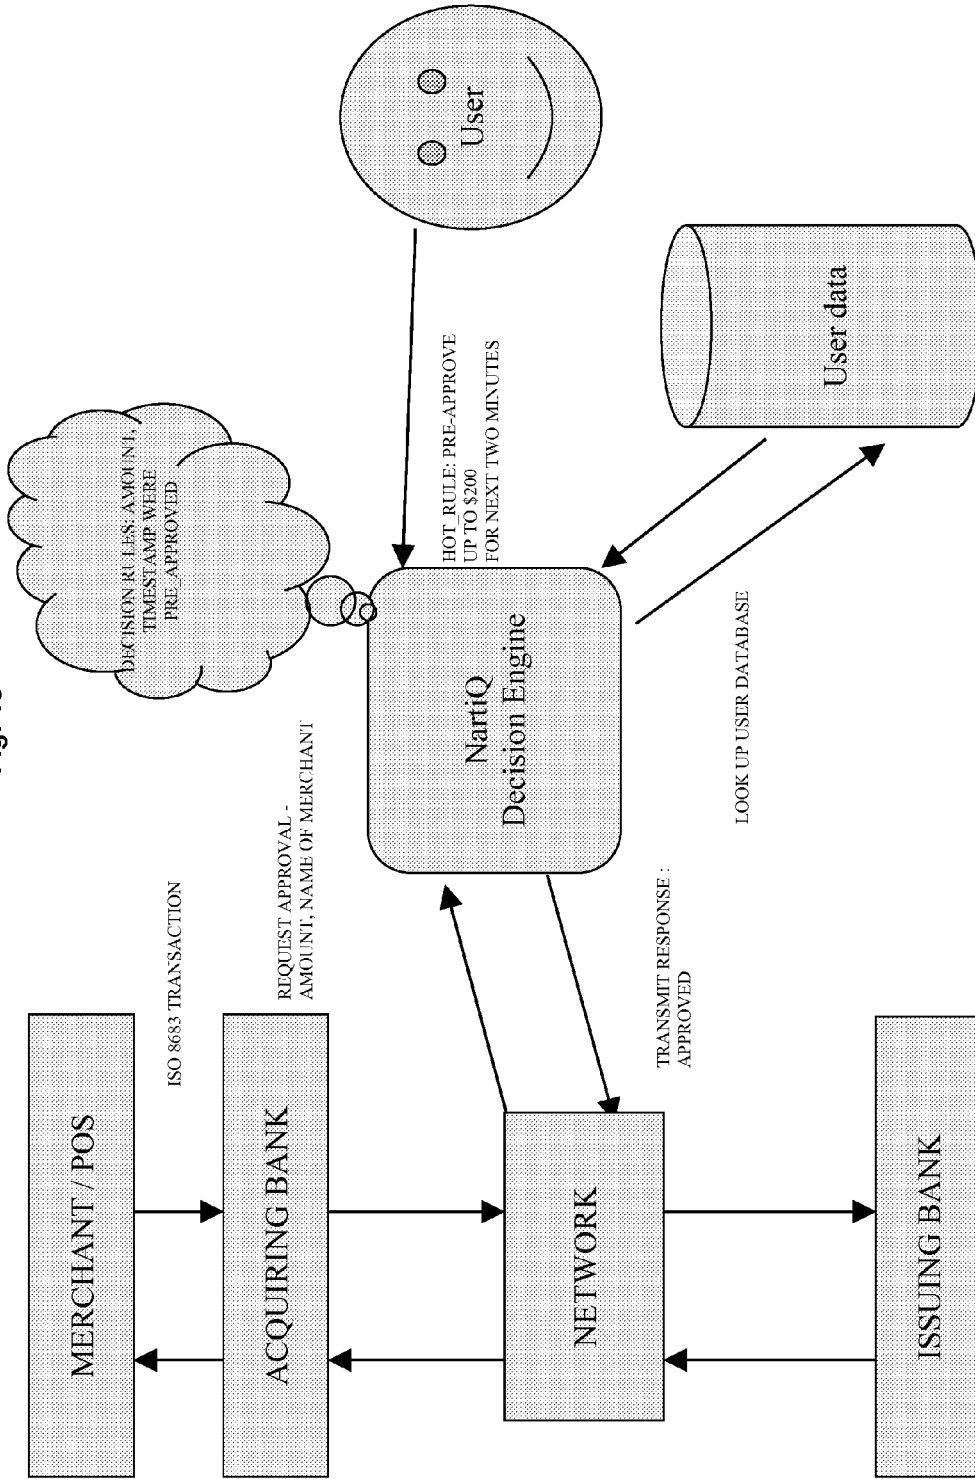 MERCHANT / POS
ISO 8683 TRANSACTION
ACQUIRING BANK
REQUEST APPROVAL -
AMOUNT, NAME OF MERCHANT
DECISION RULES: AMOUNT,
TIMESTAMP WERE
PRE_APPROVED
NETWORK
NartiQ
Decision Engine
HOT_RULE: PRE-APPROVE
UP TO $200
FOR NEXT TWO MINUTES
User
TRANSMIT RESPONSE :
APPROVED
LOOK UP USER DATABASE
User data
ISSUING BANK